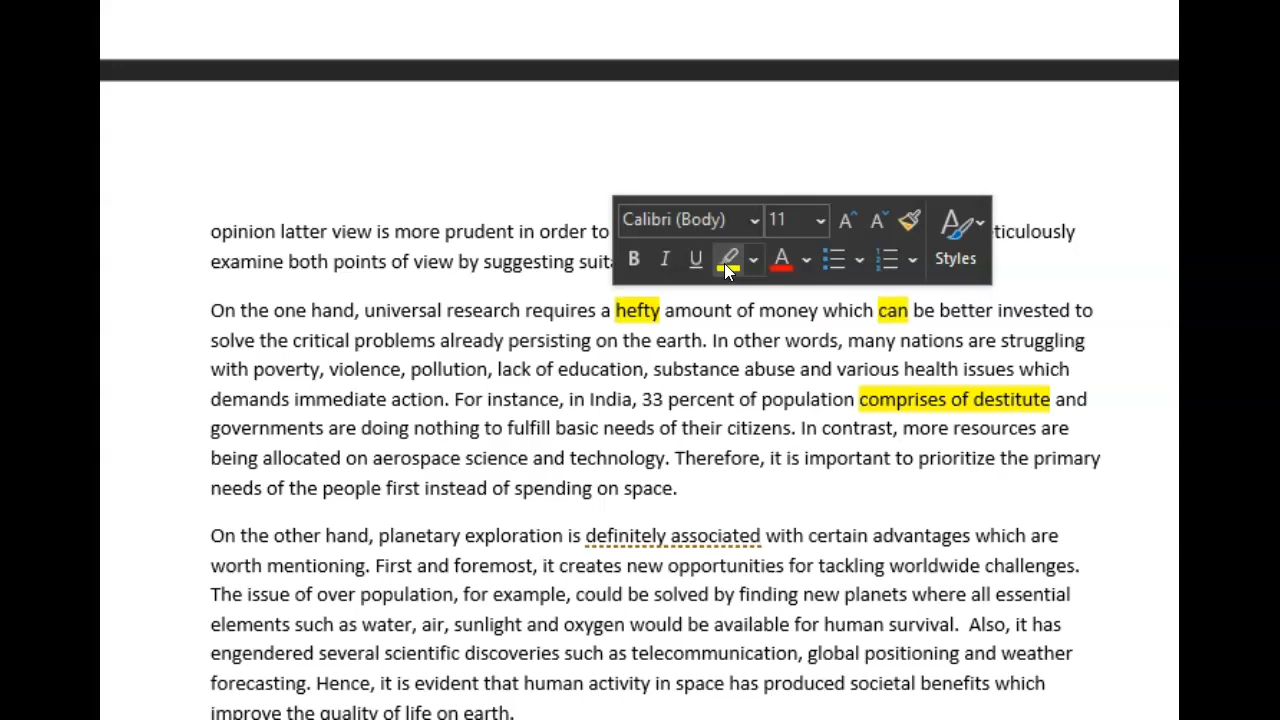 Calibri (Body) 11
B I U A Styles
opinion latter view is more prudent in order to ticulously
examine both points of view by suggesting suit
On the one hand, universal research requires a hefty amount of money which can be better invested to
solve the critical problems already persisting on the earth. In other words, many nations are struggling
with poverty, violence, pollution, lack of education, substance abuse and various health issues which
demands immediate action. For instance, in India, 33 percent of population comprises of destitute and
governments are doing nothing to fulfill basic needs of their citizens. In contrast, more resources are
being allocated on aerospace science and technology. Therefore, it is important to prioritize the primary
needs of the people first instead of spending on space.
On the other hand, planetary exploration is definitely associated with certain advantages which are
worth mentioning. First and foremost, it creates new opportunities for tackling worldwide challenges.
The issue of over population, for example, could be solved by finding new planets where all essential
elements such as water, air, sunlight and oxygen would be available for human survival. Also, it has
engendered several scientific discoveries such as telecommunication, global positioning and weather
forecasting. Hence, it is evident that human activity in space has produced societal benefits which
improve the quality of life on earth.